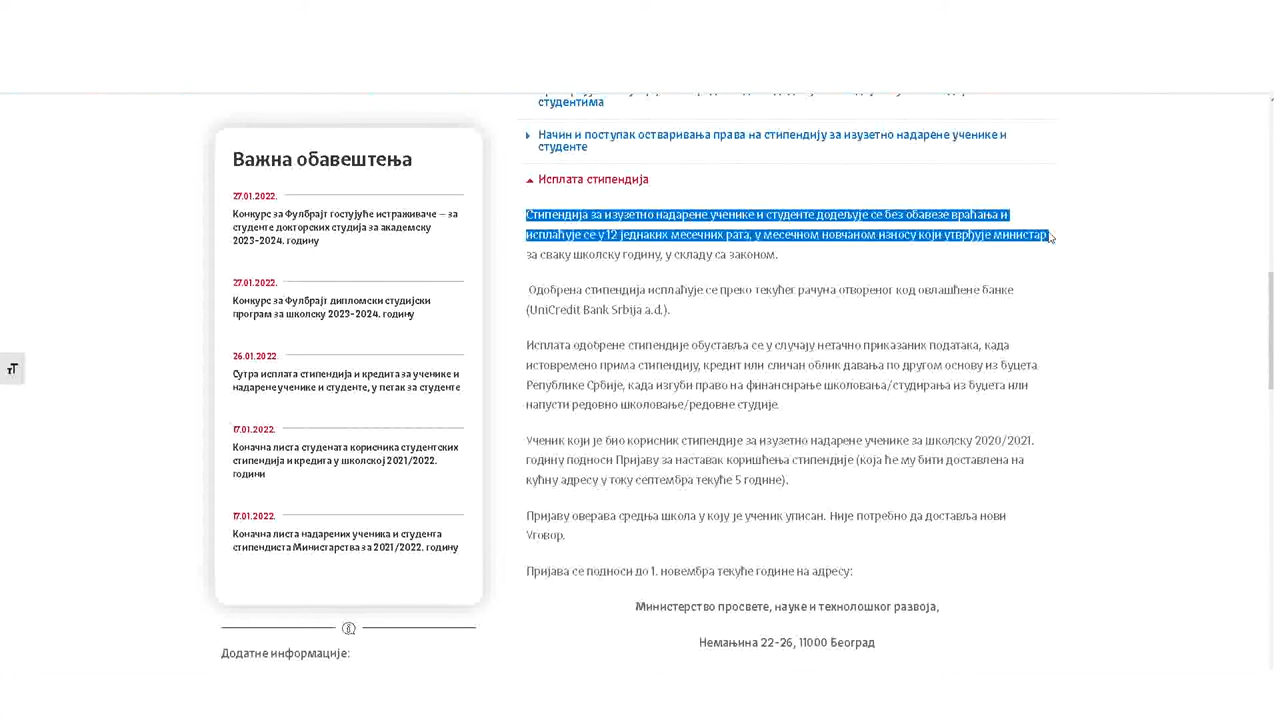 студентима
Начин и поступак остваривања права на стипендију за изузетно надарене ученике и
студенте
Исплата стипендија
Стипендија за изузетно надарене ученике и студенте додељује се без обавезе враћања и
исплаћује се у 12 једнаких месечних рата, у месечном новчаном износу који утврђује министар
за сваку школску годину, у складу са законом.
Одобрена стипендија исплаћује се преко текућег рачуна отвореног код овлашћене банке
(UniCredit Bank Srbija a.d.).
Исплата одобрене стипендије обуставља се у случају нетачно приказаних података, када
истовремено прима стипендију, кредит или сличан облик давања по другом основу из буџета
Републике Србије, када изгуби право на финансирање школовања/студирања из буџета или
напусти редовно школовање/редовне студије.
Ученик који је био корисник стипендије за изузетно надарене ученике за школску 2020/2021.
годину подноси Пријаву за наставак коришћења стипендије (која ће му бити достављена на
кућну адресу у току септембра текуће 5 године).
Пријаву оверава средња школа у коју је ученик уписан. Није потребно да доставља нови
Уговор.
Пријава се подноси до 1. новембра текуће године на адресу:
Министерство просвете, науке и технолошког развоја,
Немањина 22-26, 11000 Београд
Важна обавештења
27.01.2022.
Конкурс за Фулбрајт гостујуће истраживаче – за
студенте докторских студија за академску
2023-2024. годину
27.01.2022.
Конкурс за Фулбрајт дипломски студијски
програм за школску 2023-2024. годину
26.01.2022.
Сутра исплата стипендија и кредита за ученике и
надарене ученике и студенте, у петак за студенте
17.01.2022.
Коначна листа студената корисника студентских
стипендија и кредита у школској 2021/2022.
години
17.01.2022.
Коначна листа надарених ученика и студента
стипендиста Министарства за 2021/2022. годину
Додатне информације:
тТ